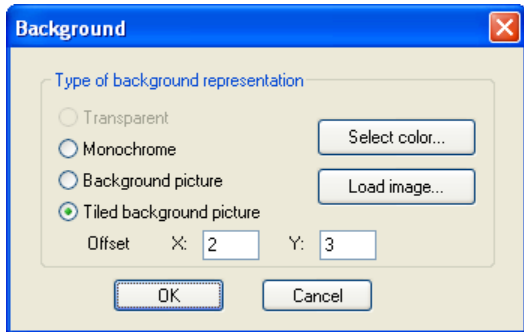 Background
Type of background representation
Transparent
Select color...
Monochrome
Background picture
Load image...
Tiled background picture
Offset X: 2 Y: 3
OK Cancel